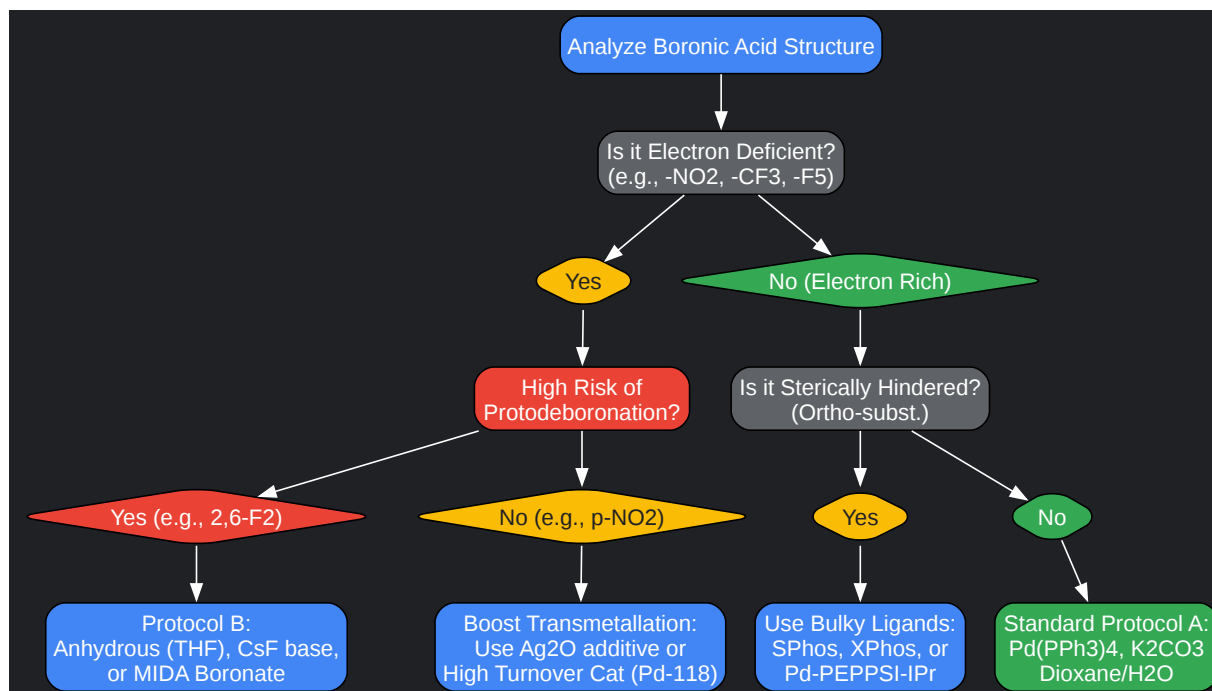 Analyze Boronic Acid Structure
Is it Electron Deficient?
(e.g., -NO2, -CF3, -F5)
Yes
No (Electron Rich)
High Risk of
Protodeboronation?
Is it Sterically Hindered?
(Ortho-subst.)
Yes (e.g., 2,6-F2)
No (e.g., p-NO2)
Yes
No
Protocol B:
Anhydrous (THF), CsF base,
or MIDA Boronate
Boost Transmetallation:
Use Ag2O additive or
High Turnover Cat (Pd-118)
Use Bulky Ligands:
SPhos, XPhos, or
Pd-PEPPSI-IPr
Standard Protocol A:
Pd(PPh3)4, K2CO3
Dioxane/H2O